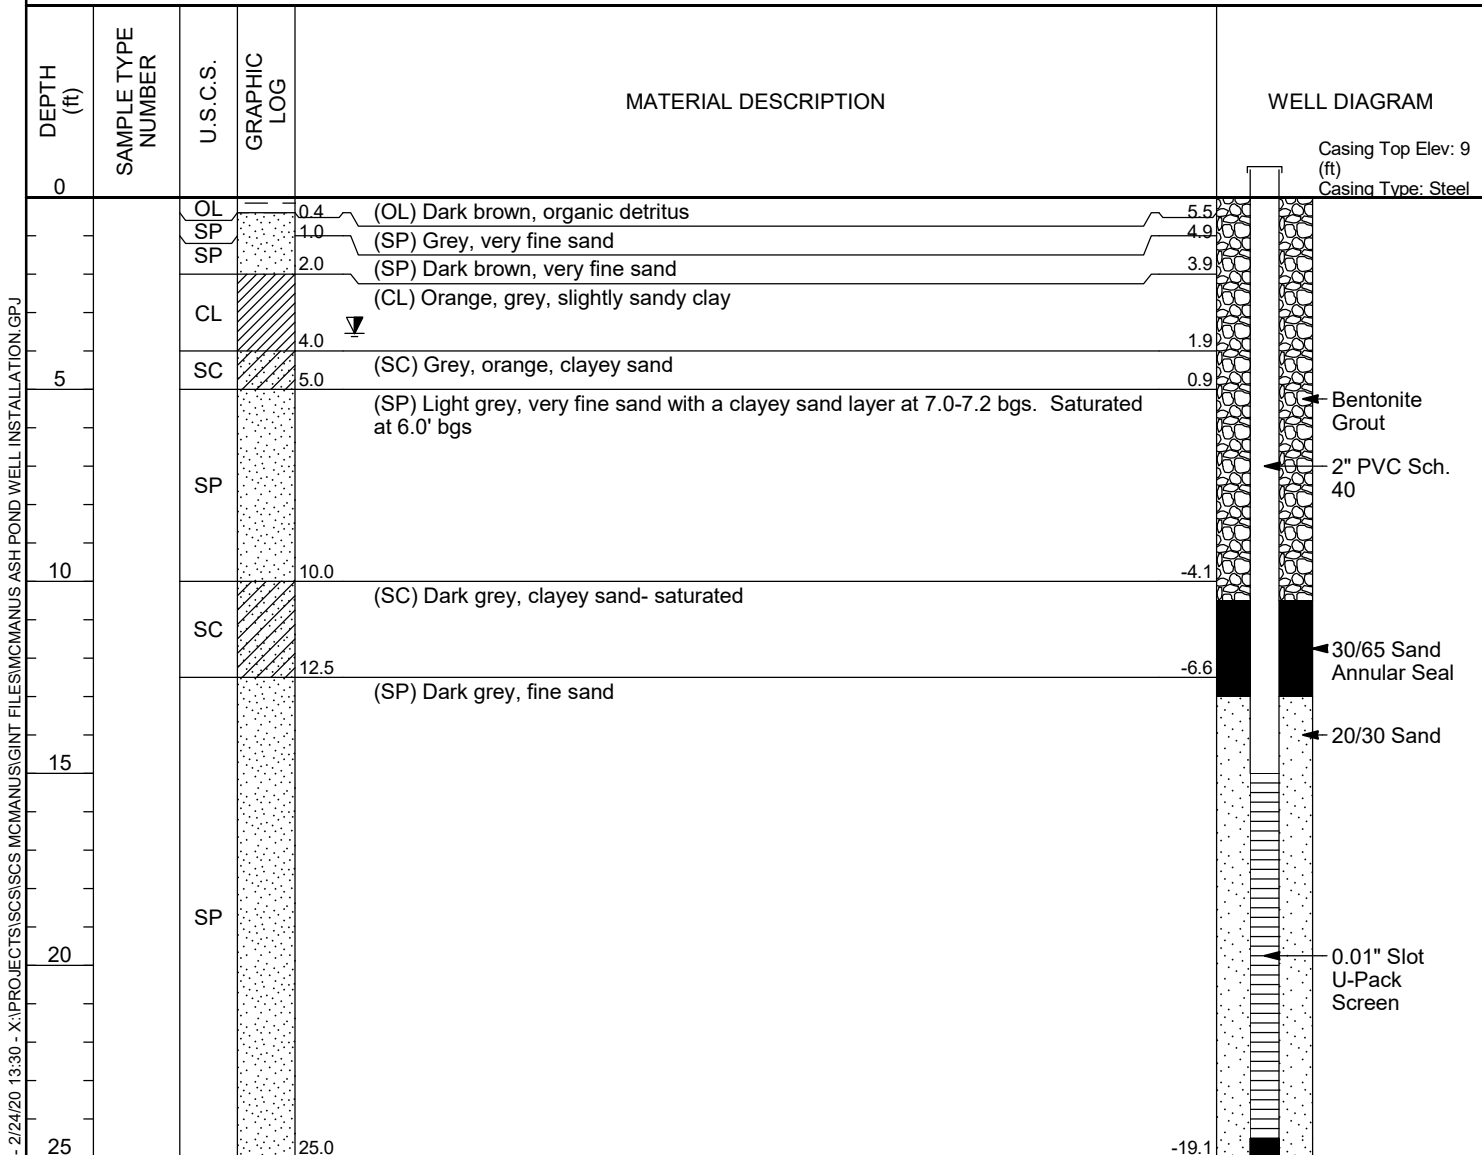 DEPTH
(ft)
SAMPLE TYPE
NUMBER
U.S.C.S.
GRAPHIC
LOG
MATERIAL DESCRIPTION
WELL DIAGRAM
Casing Top Elev: 9
(ft)
Casing Type: Steel
0
OL
0.4
(OL) Dark brown, organic detritus
5.5
SP
1.0
(SP) Grey, very fine sand
4.9
SP
2.0
(SP) Dark brown, very fine sand
3.9
(CL) Orange, grey, slightly sandy clay
CL
4.0
1.9
SC
(SC) Grey, orange, clayey sand
5
5.0
0.9
(SP) Light grey, very fine sand with a clayey sand layer at 7.0-7.2 bgs. Saturated
at 6.0' bgs
Bentonite
Grout
2" PVC Sch.
40
SP
10
10.0
-4.1
(SC) Dark grey, clayey sand- saturated
SC
30/65 Sand
Annular Seal
12.5
-6.6
(SP) Dark grey, fine sand
20/30 Sand
15
SP
20
0.01" Slot
U-Pack
Screen
25
25.0
-19.1
- 2/24/20 13:30 - X:\PROJECTS\SCS\SCS MCMANUS\GINT FILES\MCMANUS ASH POND WELL INSTALLATION.GPJ